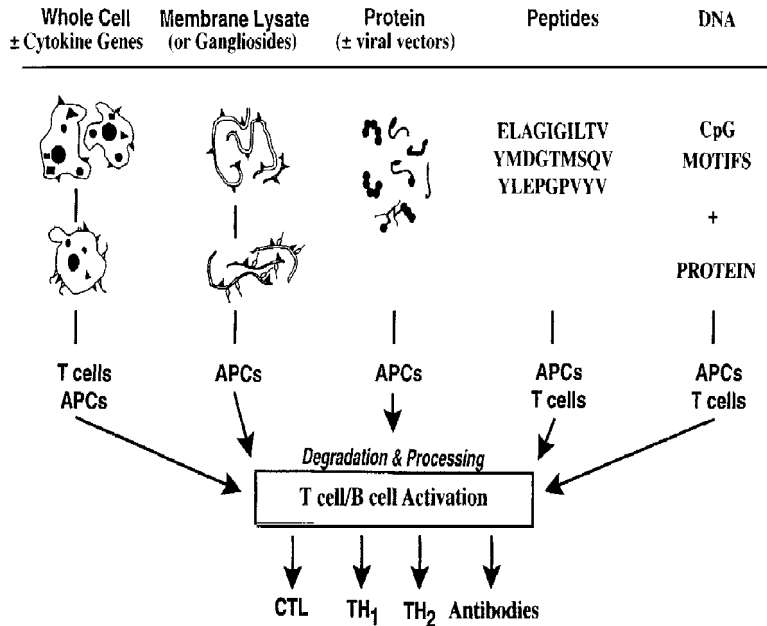 Whole Cell
± Cytokine Genes
Membrane Lysate
(or Gangliosides)
Protein
(± viral vectors)
Peptides
DNA
ELAGIGILTV
YMDGTMSQV
YLEPGPVYV
CpG
MOTIFS
+
PROTEIN
T cells
APCs
APCs
APCs
APCs
T cells
APCs
T cells
Degradation & Processing
T cell/B cell Activation
CTL
TH1
TH2
Antibodies